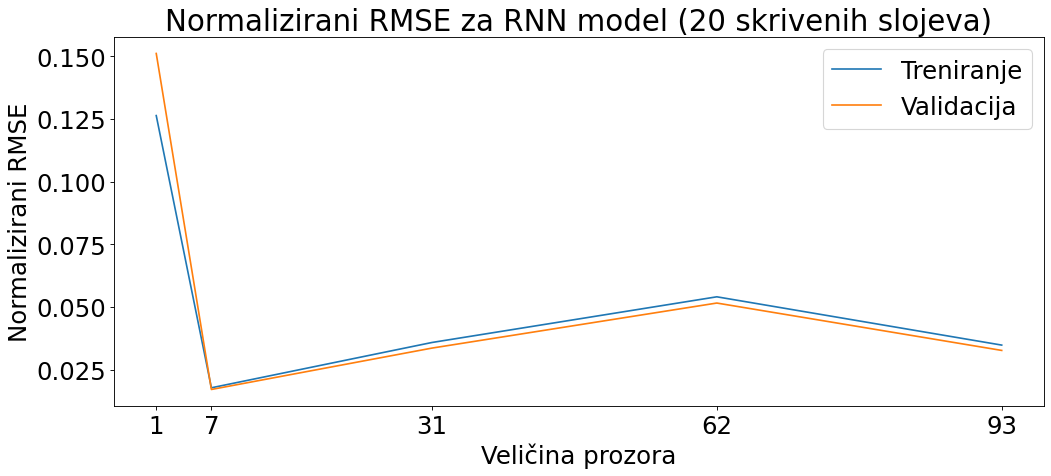 Normalizirani RMSE za RNN model (20 skrivenih slojeva)
Normalizirani RMSE
0.150
0.125
0.100
0.075
0.050
0.025
Treniranje
Validacija
1 7 31 62 93
Veličina prozora